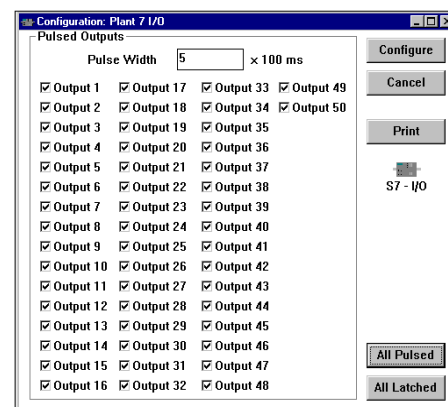 Configuration: Plant 7 I/O
Pulsed Outputs
Pulse Width 5 x 100 ms
Output 1 Output 17 Output 33 Output 49
Output 2 Output 18 Output 34 Output 50
Output 3 Output 19 Output 35
Output 4 Output 20 Output 36
Output 5 Output 21 Output 37
Output 6 Output 22 Output 38
Output 7 Output 23 Output 39
Output 8 Output 24 Output 40
Output 9 Output 25 Output 41
Output 10 Output 26 Output 42
Output 11 Output 27 Output 43
Output 12 Output 28 Output 44
Output 13 Output 29 Output 45
Output 14 Output 30 Output 46
Output 15 Output 31 Output 47
Output 16 Output 32 Output 48
Configure
Cancel
Print
S7 - I/O
All Pulsed
All Latched